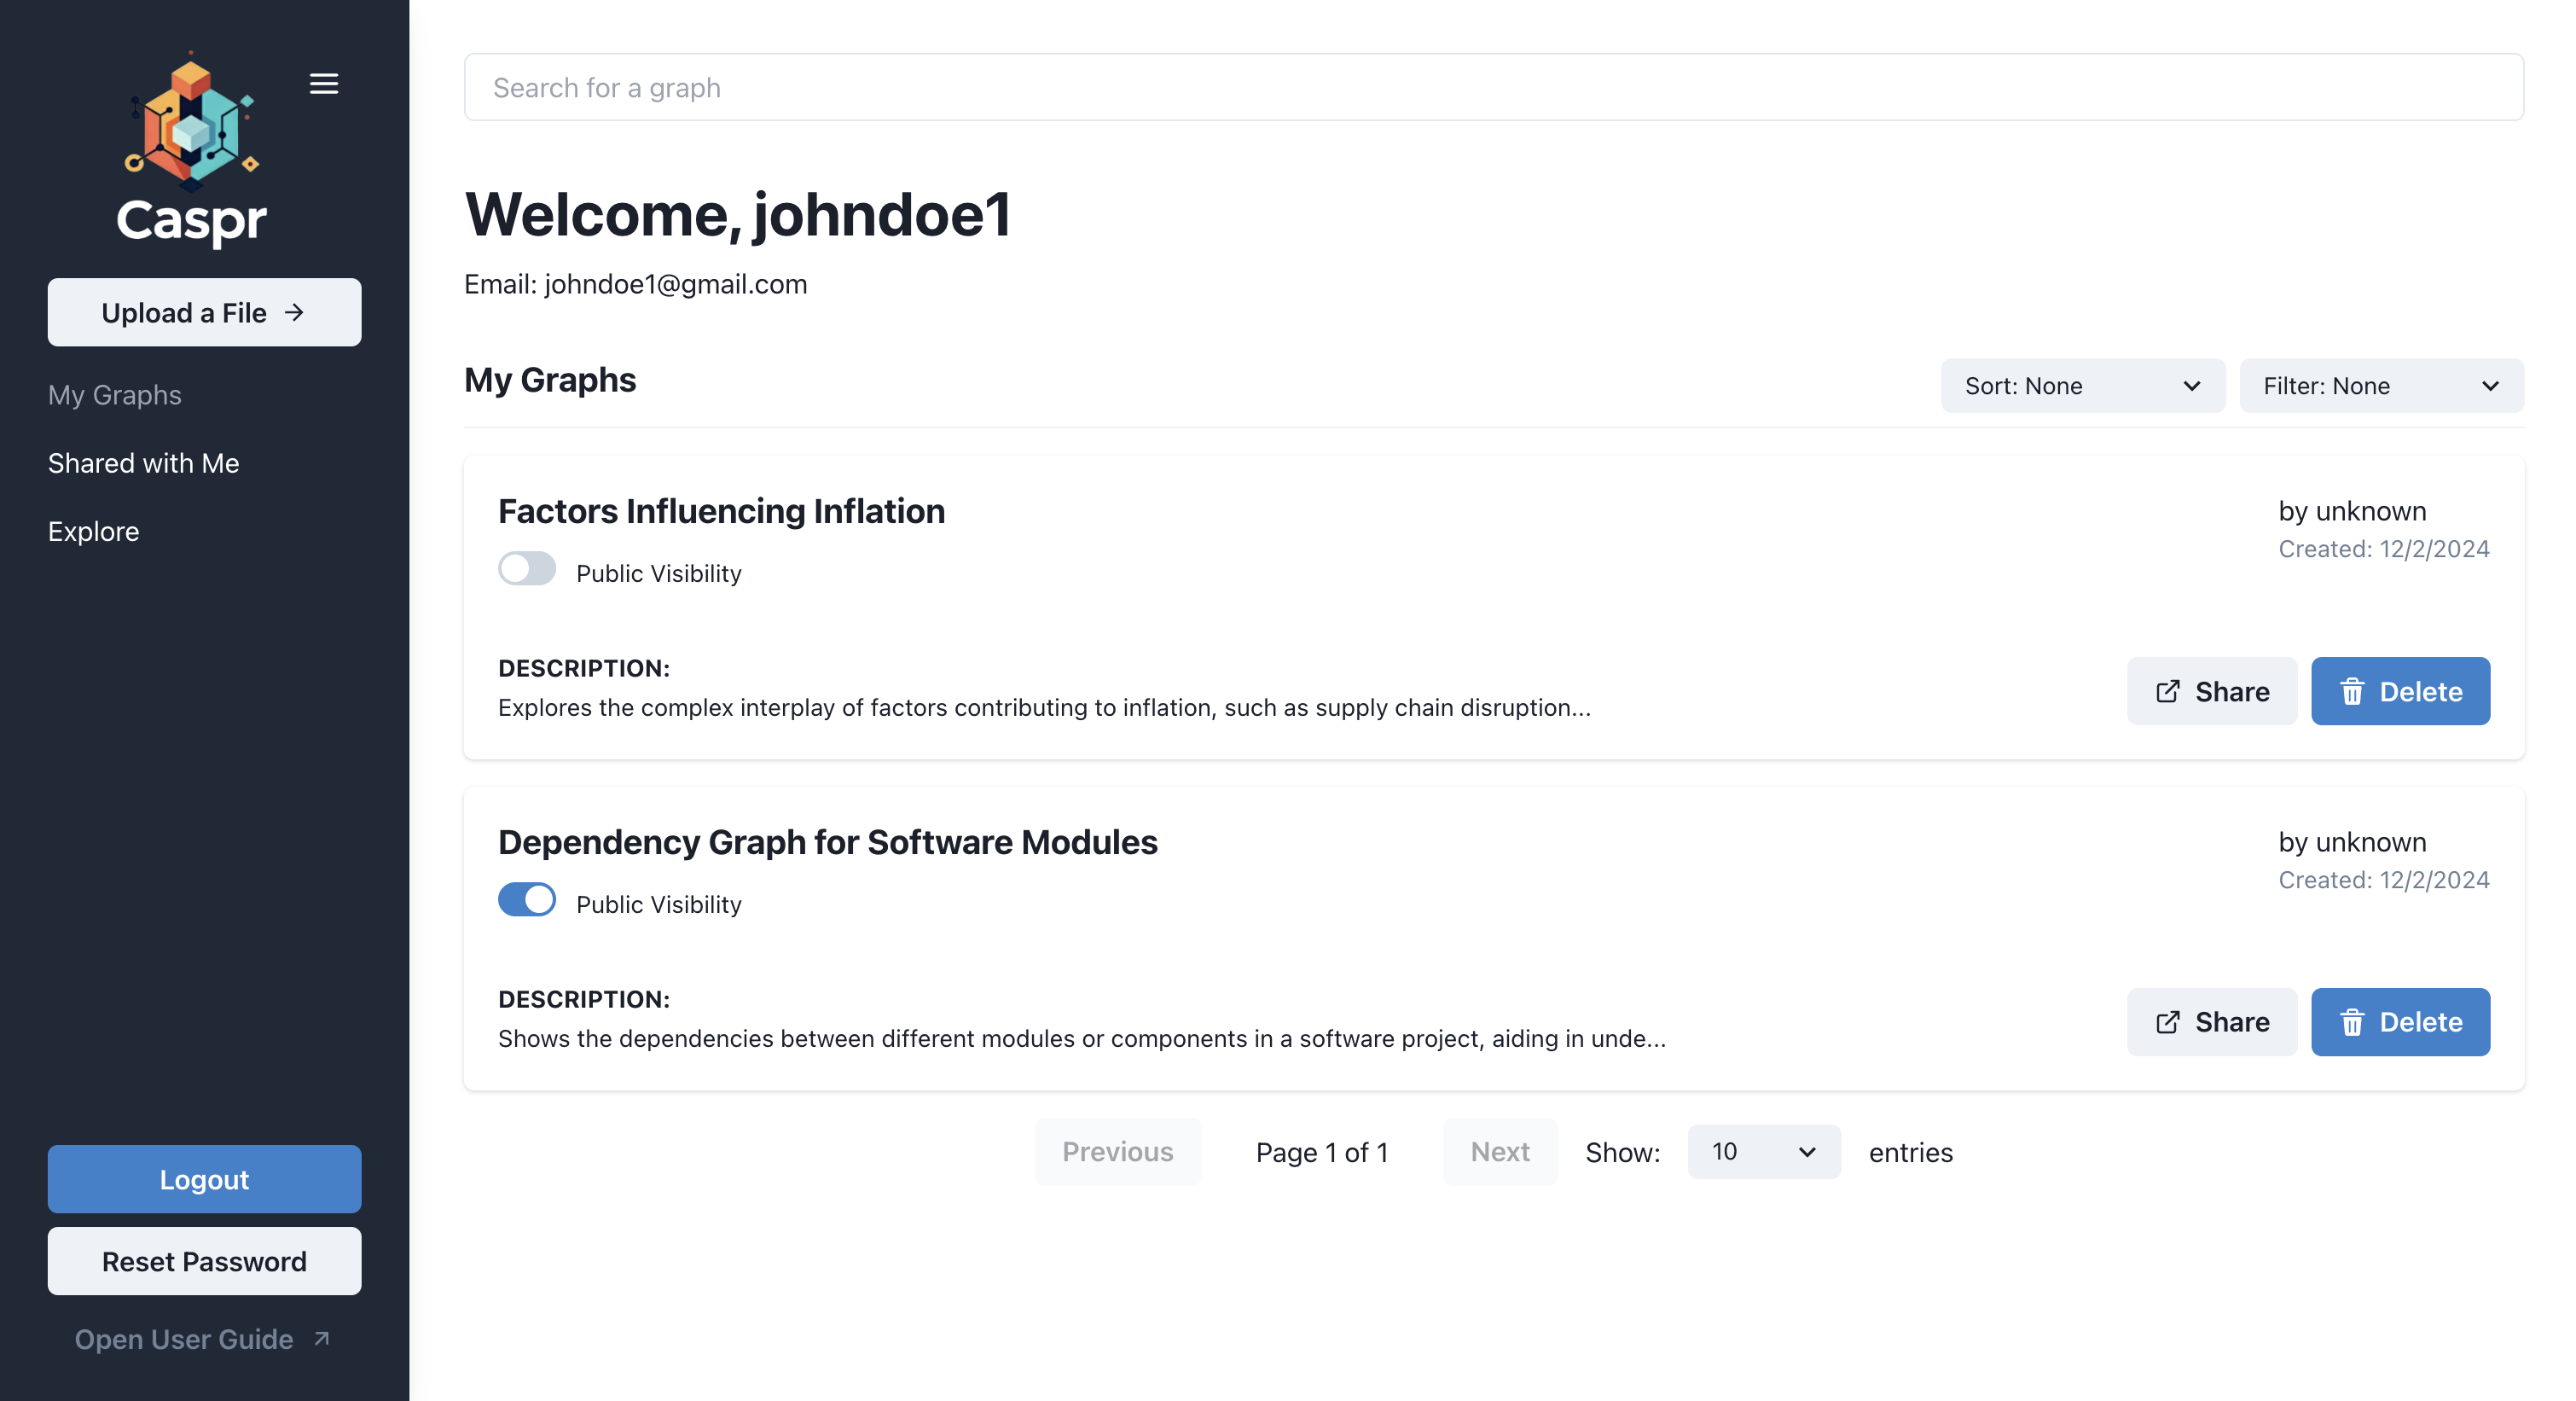 Caspr
Upload a File
My Graphs
Shared with Me
Explore
Logout
Reset Password
Open User Guide
Search for a graph
Welcome, johndoe1
Email: johndoe1@gmail.com
My Graphs
Sort: None
Filter: None
Factors Influencing Inflation
by unknown
Created: 12/2/2024
Public Visibility
DESCRIPTION:
Explores the complex interplay of factors contributing to inflation, such as supply chain disruption...
Share
Delete
Dependency Graph for Software Modules
by unknown
Created: 12/2/2024
Public Visibility
DESCRIPTION:
Shows the dependencies between different modules or components in a software project, aiding in unde...
Share
Delete
Previous
Page 1 of 1
Next
Show:
10
entries